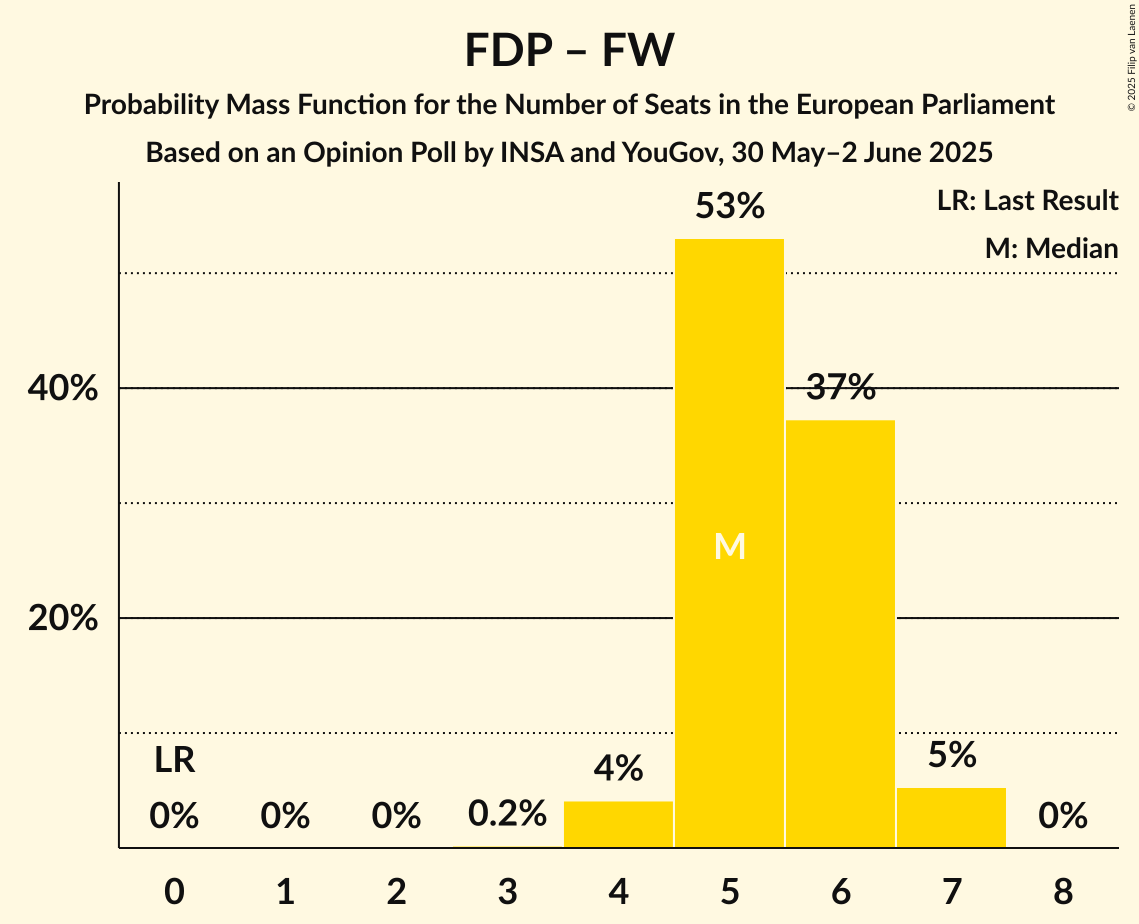 FDP – FW
Probability Mass Function for the Number of Seats in the European Parliament
Based on an Opinion Poll by INSA and YouGov, 30 May–2 June 2025
© 2025 Filip van Laenen
LR: Last Result
M: Median
53%
40%
37%
M
20%
LR
0%
0%
0%
0.2%
4%
5%
0%
0 1 2 3 4 5 6 7 8